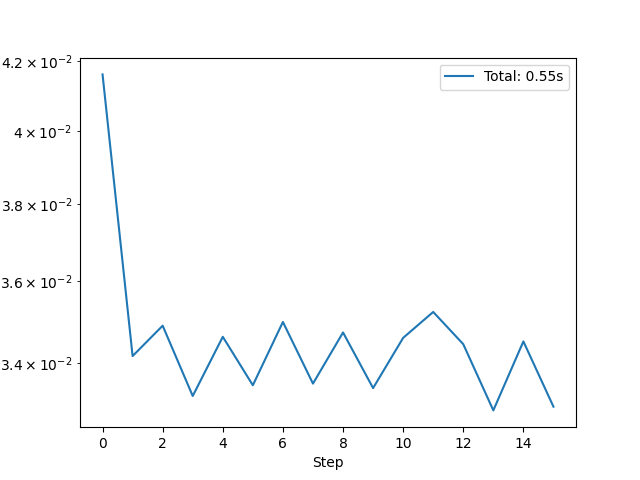 4.2 × 10⁻²
4 × 10⁻²
3.8 × 10⁻²
3.6 × 10⁻²
3.4 × 10⁻²
Total: 0.55s
0 2 4 6 8 10 12 14
Step